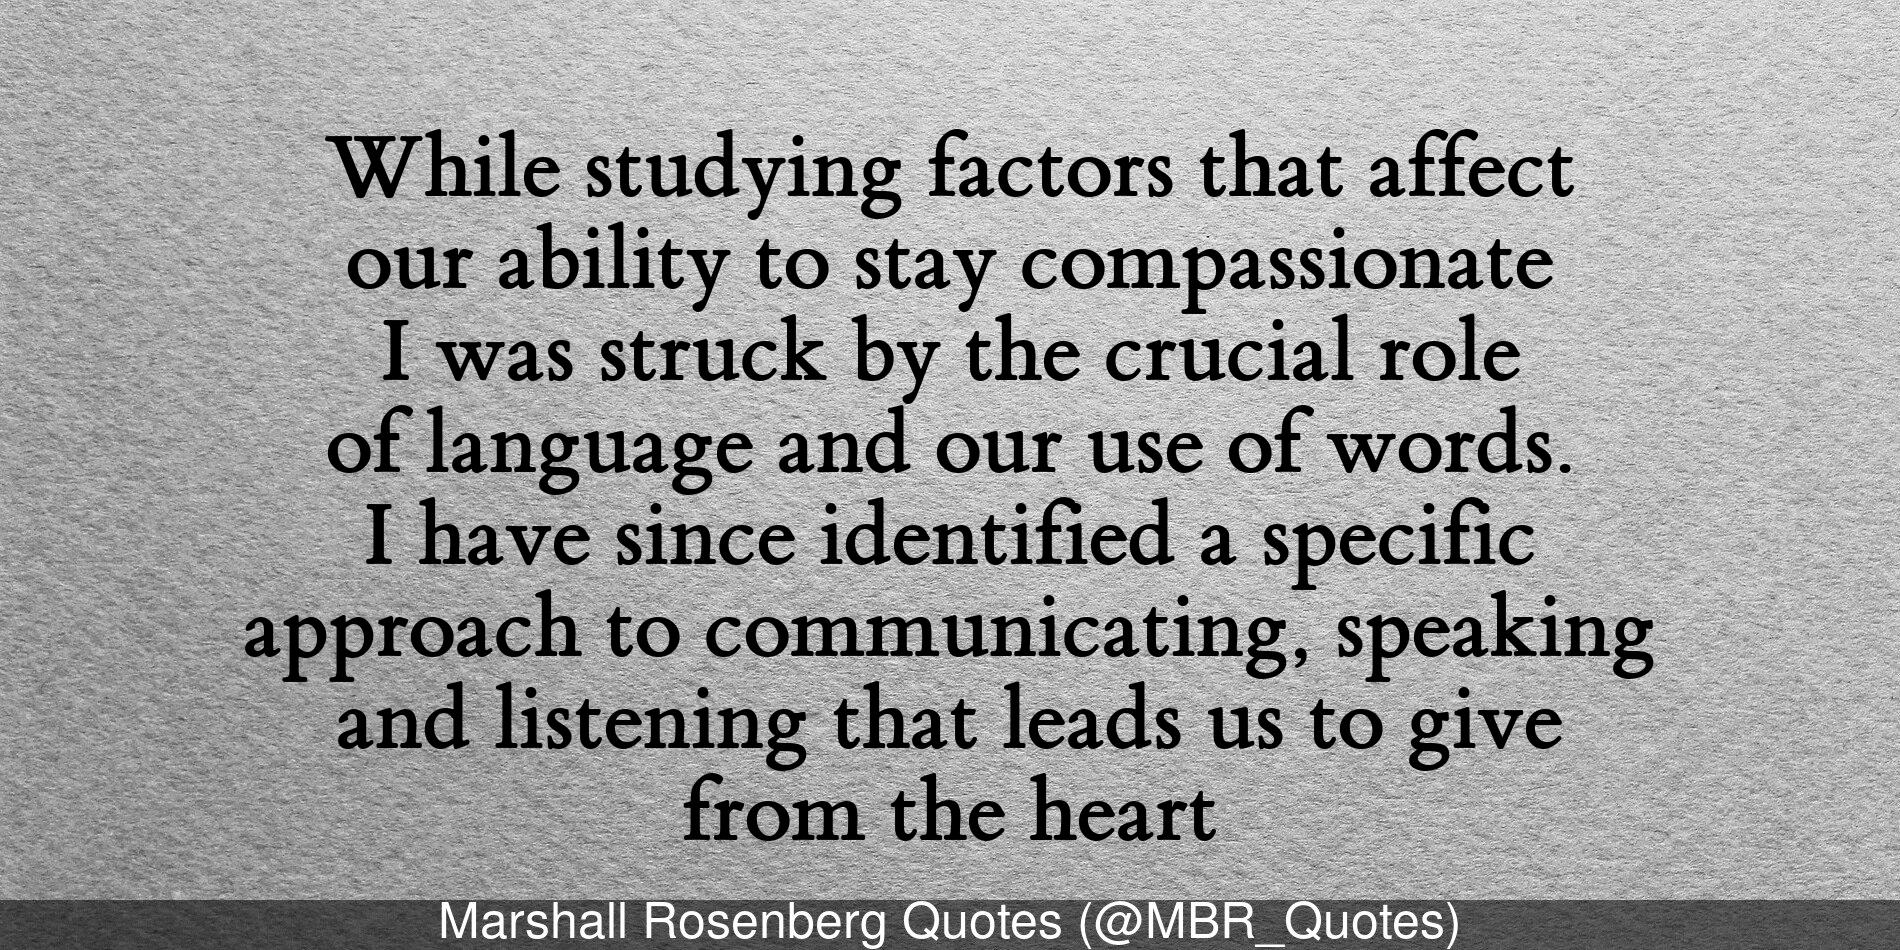 While studying factors that affect
our ability to stay compassionate
I was struck by the crucial role
of language and our use of words.
I have since identified a specific
approach to communicating, speaking
and listening that leads us to give
from the heart
Marshall Rosenberg Quotes (@MBR_Quotes)